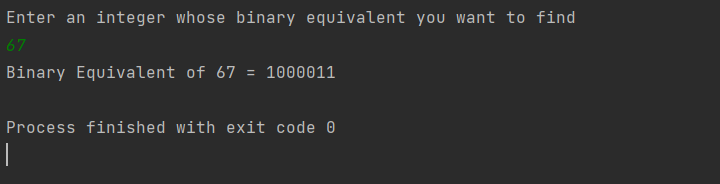 Enter an integer whose binary equivalent you want to find
67
Binary Equivalent of 67 = 1000011
Process finished with exit code 0